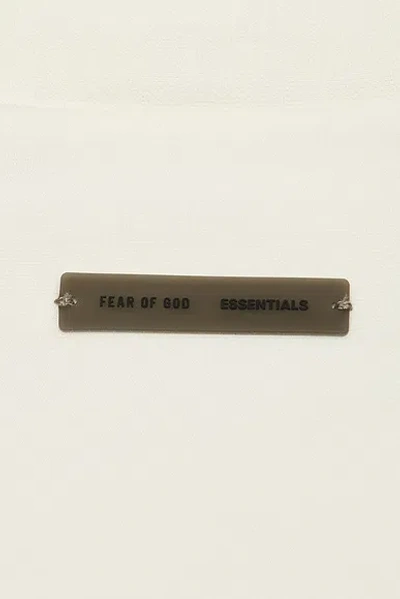 FEAR OF GOD ESSENTIALS